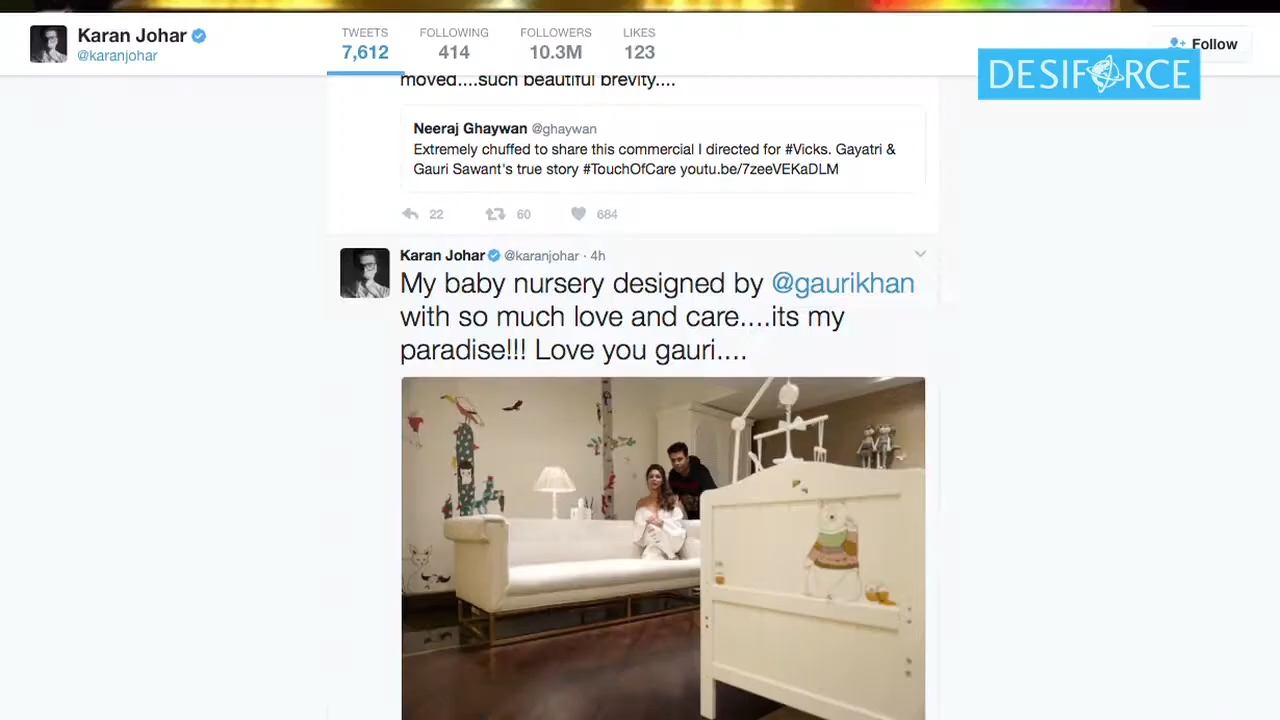 Karan Johar
@karanjohar
TWEETS
7,612
FOLLOWING
414
FOLLOWERS
10.3M
LIKES
123
Follow
DESIFORCE
moved....such beautiful brevity....
Neeraj Ghaywan @ghaywan
Extremely chuffed to share this commercial I directed for #Vicks. Gayatri &
Gauri Sawant's true story #TouchOfCare youtu.be/7zeeVEKaDLM
22 60 684
Karan Johar @karanjohar · 4h
My baby nursery designed by @gaurikhan
with so much love and care....its my
paradise!!! Love you gauri....